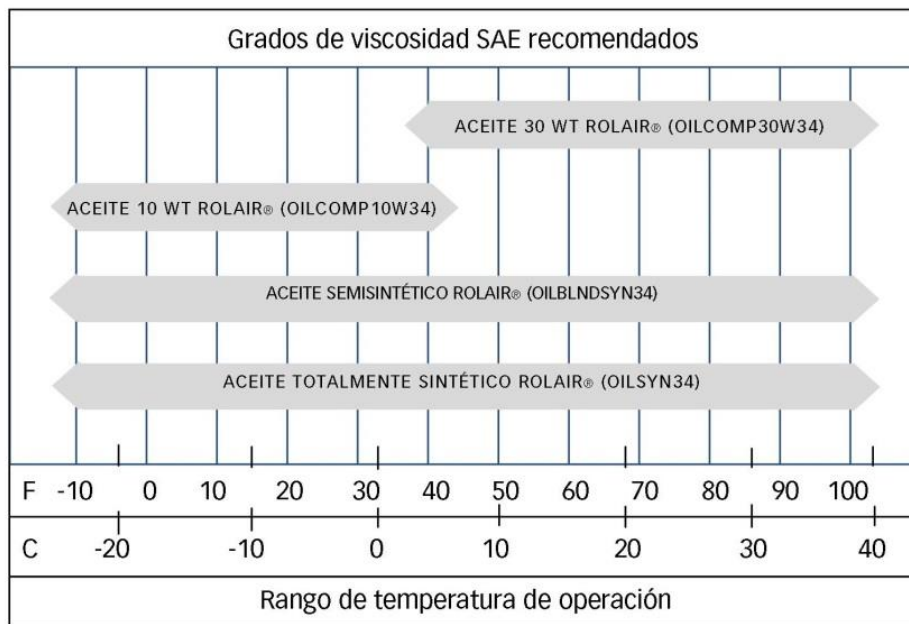 Grados de viscosidad SAE recomendados
ACEITE 30 WT ROLAIR® (OILCOMP30W34)
ACEITE 10 WT ROLAIR® (OILCOMP10W34)
ACEITE SEMISINTÉTICO ROLAIR® (OILBLNDSYN34)
ACEITE TOTALMENTE SINTÉTICO ROLAIR® (OILSYN34)
F -10 0 10 20 30 40 50 60 70 80 90 100
C -20 -10 0 10 20 30 40
Rango de temperatura de operación